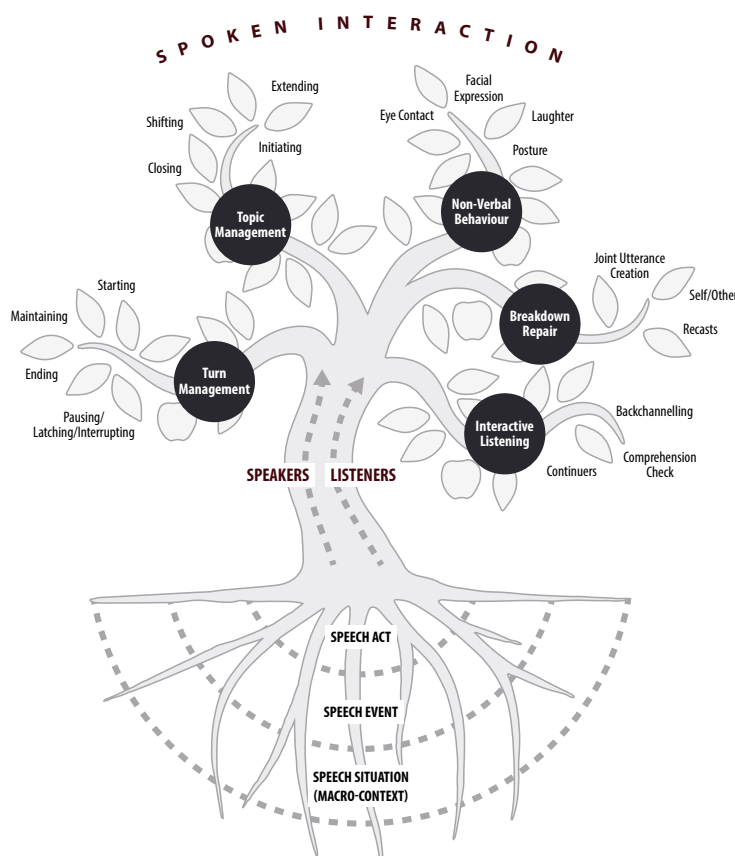 SPOKEN INTERACTION
Extending
Shifting
Initiating
Closing
Topic
Management
Facial
Expression
Eye Contact
Laughter
Posture
Non-Verbal
Behaviour
Joint Utterance
Creation
Self/Other
Recasts
Breakdown
Repair
Starting
Maintaining
Ending
Pausing/
Latching/Interrupting
Turn
Management
Interactive
Listening
Backchannelling
Comprehension
Check
Continuers
SPEAKERS
LISTENERS
SPEECH ACT
SPEECH EVENT
SPEECH SITUATION
(MACRO-CONTEXT)